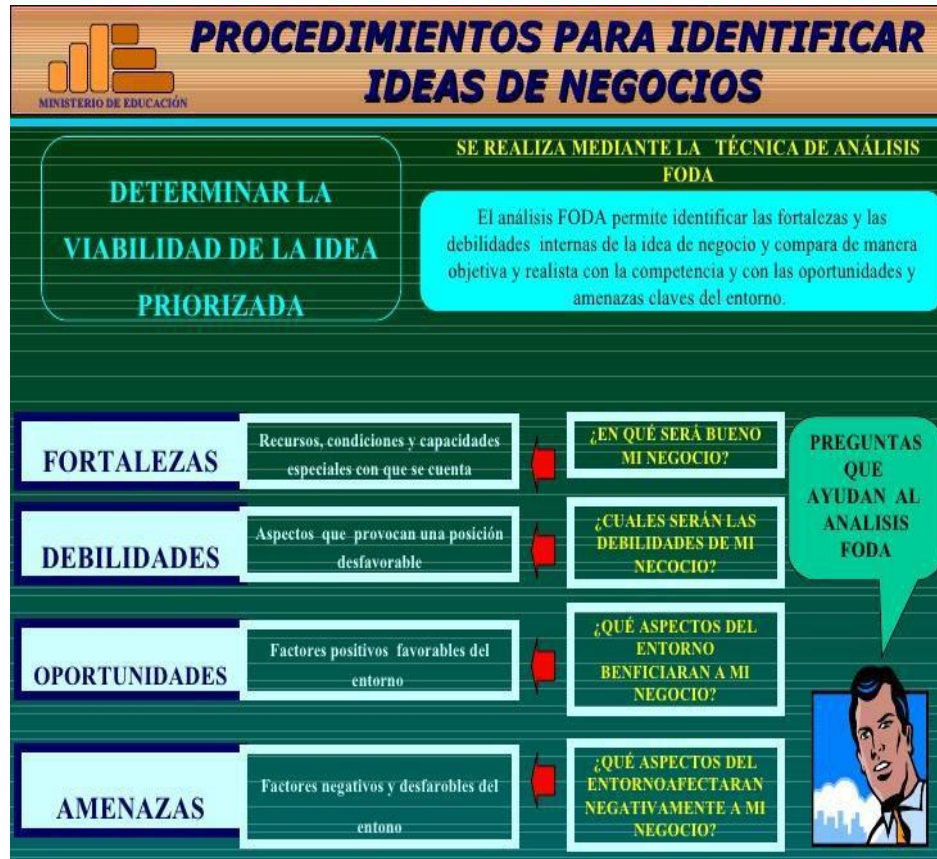 PROCEDIMIENTOS PARA IDENTIFICAR
IDEAS DE NEGOCIOS
MINISTERIO DE EDUCACIÓN
DETERMINAR LA
VIABILIDAD DE LA IDEA
PRIORIZADA
SE REALIZA MEDIANTE LA TÉCNICA DE ANÁLISIS
FODA
El análisis FODA permite identificar las fortalezas y las
debilidades internas de la idea de negocio y compara de manera
objetiva y realista con la competencia y con las oportunidades y
amenazas claves del entorno.
FORTALEZAS
Recursos, condiciones y capacidades
especiales con que se cuenta
¿EN QUÉ SERÁ BUENO
MI NEGOCIO?
PREGUNTAS
QUE
AYUDAN AL
ANALISIS
FODA
DEBILIDADES
Aspectos que provocan una posición
desfavorable
¿CUALES SERÁN LAS
DEBILIDADES DE MI
NECOCIO?
OPORTUNIDADES
Factores positivos favorables del
entorno
¿QUÉ ASPECTOS DEL
ENTORNO
BENFICIARAN A MI
NEGOCIO?
AMENAZAS
Factores negativos y desfarobles del
entono
¿QUÉ ASPECTOS DEL
ENTORNOAFECTARAN
NEGATIVAMENTE A MI
NEGOCIO?